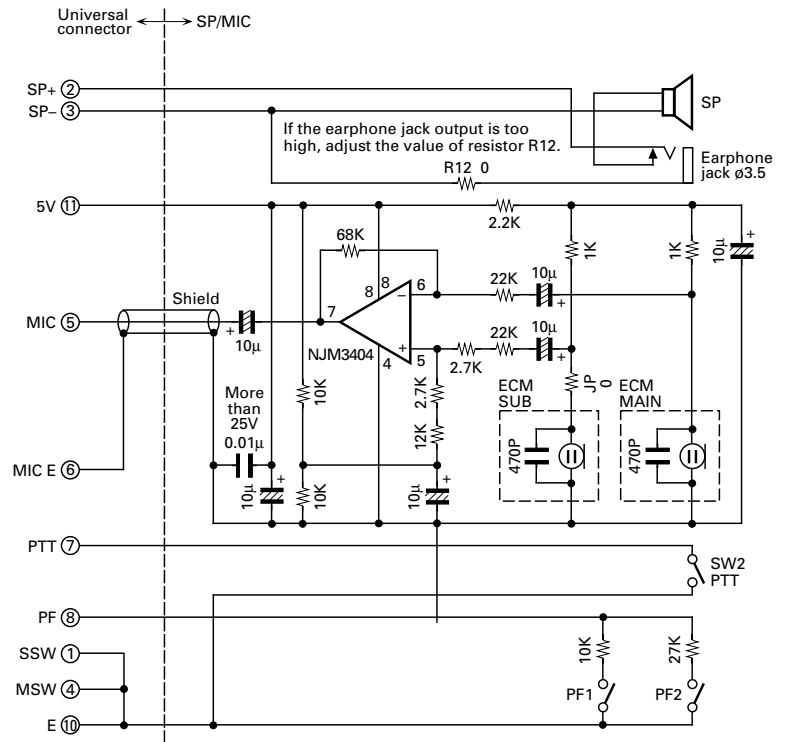 Universal
connector
SP/MIC
SP+ 2
SP– 3
SP
If the earphone jack output is too
high, adjust the value of resistor R12.
R12 0
Earphone
jack ø3.5
5V 11
2.2K
68K
1K
1K
10µ
+
8
8
6
–
22K
10µ
+
Shield
MIC 5
7
+
10µ
NJM3404
+
5
4
2.7K
22K
10µ
+
More
than
25V
0.01µ
10K
2.7K
12K
JP
0
ECM
SUB
ECM
MAIN
470P
470P
MIC E 6
10µ
+
10K
10µ
+
PTT 7
SW2
PTT
PF 8
10K
27K
SSW 1
MSW 4
PF1
PF2
E 10